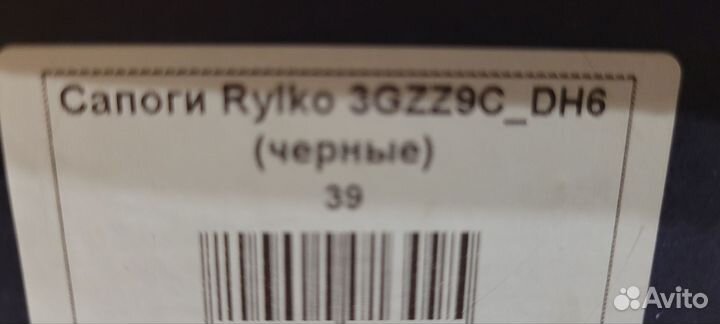 Сапоги Rylko 3GZZ9C_DH6
(черные)
39
Avito